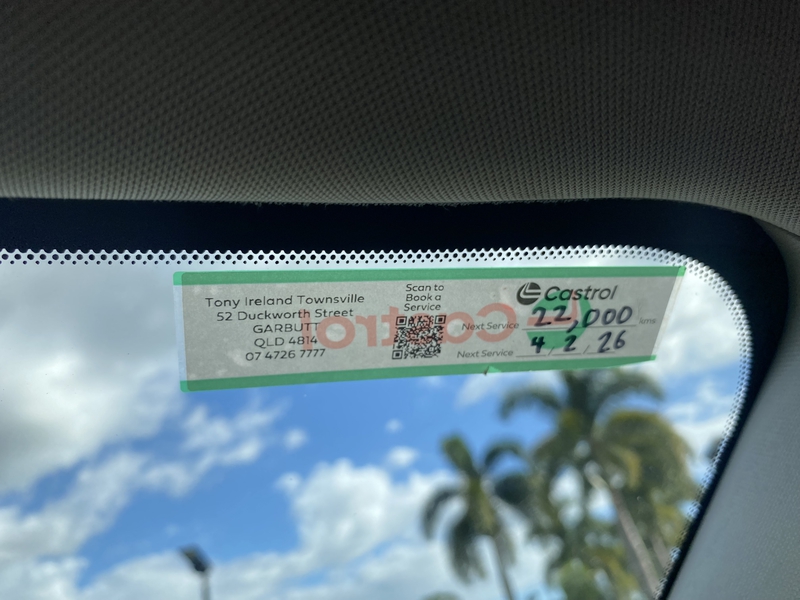 Tony Ireland Townsville
52 Duckworth Street
GARBUTT
QLD 4814
07 4726 7777
Scan to
Book a
Service
Castrol
Next Service 22,000 kms
Next Service 4 / 2 / 26
Castrol